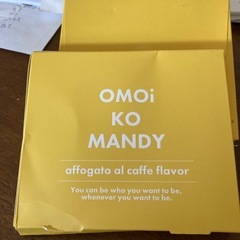 OMOi
KO
MANDY
affogato al caffe flavor
You can be who you want to be,
whenever you want to be.